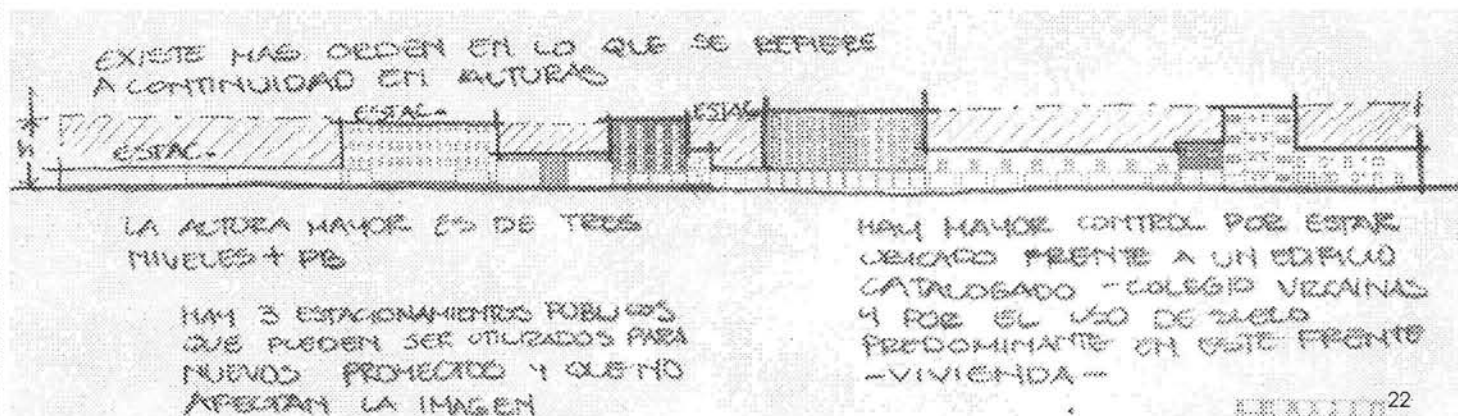 EXISTE MAS ORDEN EN LO QUE SE REFIERE
A CONTINUIDAD EN ALTURAS
ESTAC.
ESTAC.
ESTAC.
h
LA ALTURA MAYOR ES DE TRES
NIVELES + PB
HAY 3 ESTACIONAMIENTOS PUBLICOS
QUE PUEDEN SER UTILIZADOS PARA
NUEVOS PROYECTOS Y QUE NO
AFECTAN LA IMAGEN
HAY MAYOR CONTROL POR ESTAR
UBICADO FRENTE A UN EDIFICIO
CATALOGADO - COLEGIO VIZCAINAS
Y POR EL USO DE SUELO
PREDOMINANTE EN ESTE FRENTE
- VIVIENDA -
22